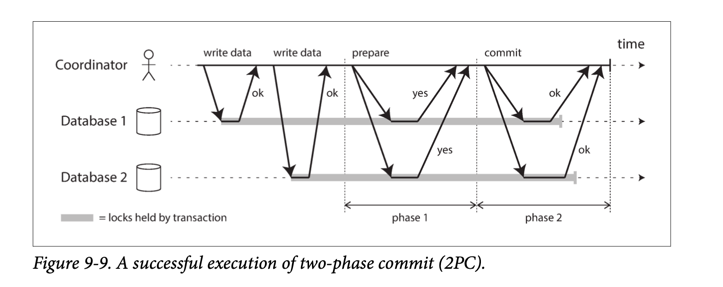 time
write data write data prepare commit
Coordinator
ok ok yes ok
Database 1
yes ok
Database 2
= locks held by transaction
phase 1 phase 2
Figure 9-9. A successful execution of two-phase commit (2PC).